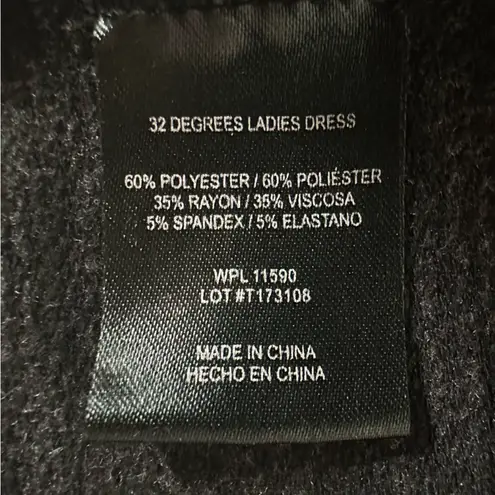 32 DEGREES LADIES DRESS
60% POLYESTER / 60% POLIÉSTER
35% RAYON / 35% VISCOSA
5% SPANDEX / 5% ELASTANO
WPL 11590
LOT #T173108
MADE IN CHINA
HECHO EN CHINA